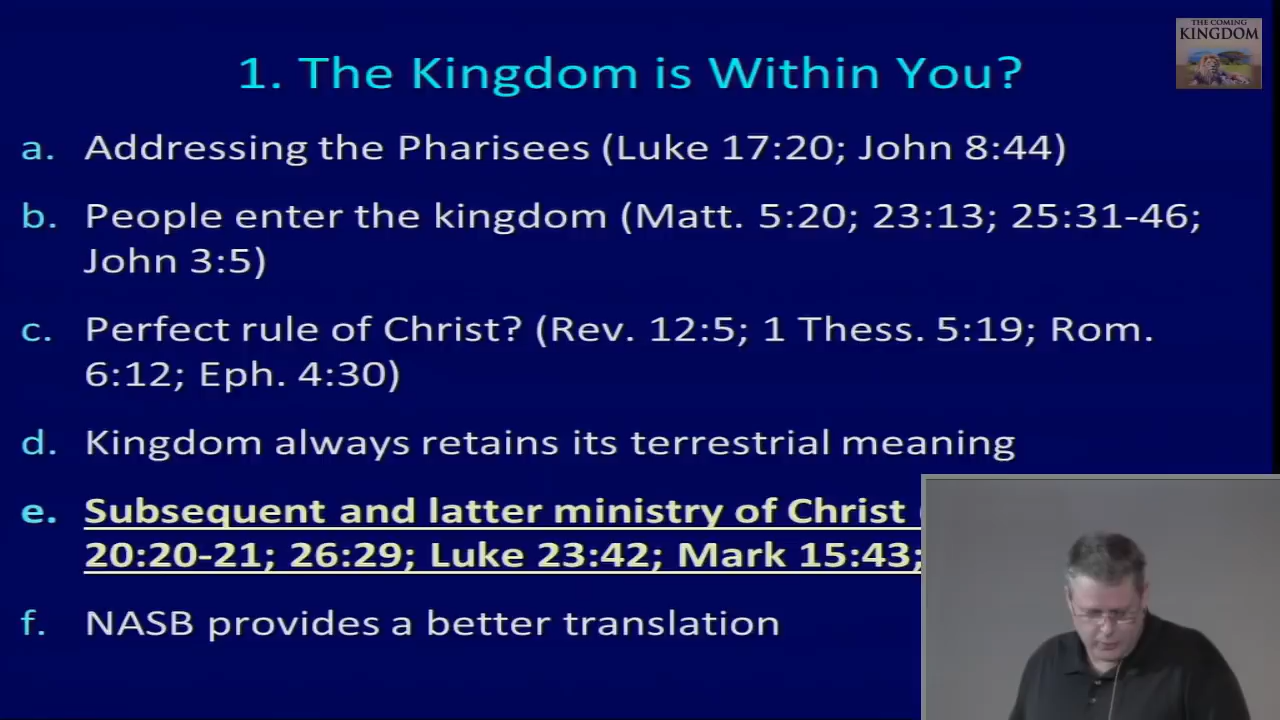 THE COMING
KINGDOM
1. The Kingdom is Within You?
a. Addressing the Pharisees (Luke 17:20; John 8:44)
b. People enter the kingdom (Matt. 5:20; 23:13; 25:31-46;
John 3:5)
c. Perfect rule of Christ? (Rev. 12:5; 1 Thess. 5:19; Rom.
6:12; Eph. 4:30)
d. Kingdom always retains its terrestrial meaning
e. Subsequent and latter ministry of Christ (
20:20-21; 26:29; Luke 23:42; Mark 15:43;
f. NASB provides a better translation